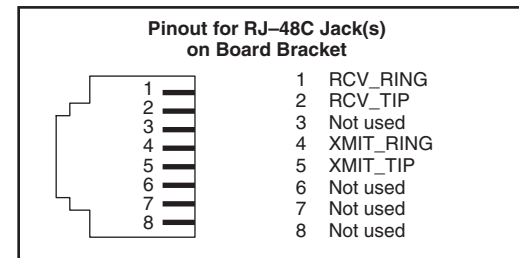 Pinout for RJ–48C Jack(s)
on Board Bracket
1 RCV_RING
2 RCV_TIP
3 Not used
4 XMIT_RING
5 XMIT_TIP
6 Not used
7 Not used
8 Not used
1
2
3
4
5
6
7
8